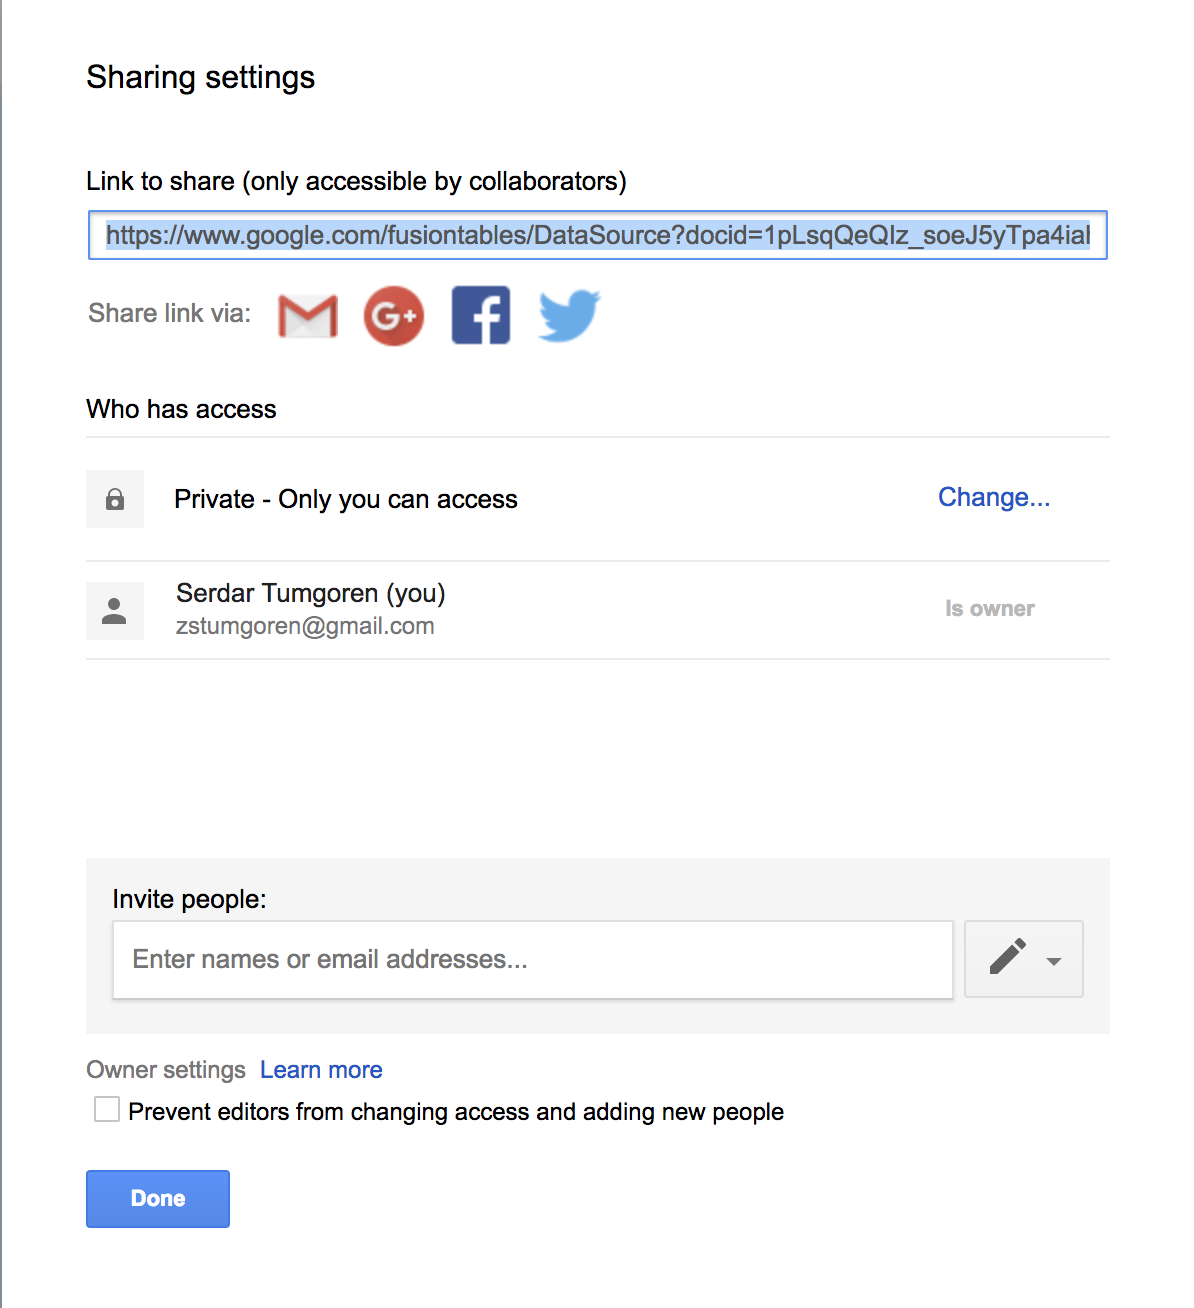 Sharing settings
Link to share (only accessible by collaborators)
https://www.google.com/fusiontables/DataSource?docid=1pLsqQeQlz_soeJ5yTpa4ial
Share link via:
G+
Who has access
Private - Only you can access
Change...
Serdar Tumgoren (you)
Is owner
zstumgoren@gmail.com
Invite people:
Enter names or email addresses...
Owner settings Learn more
Prevent editors from changing access and adding new people
Done